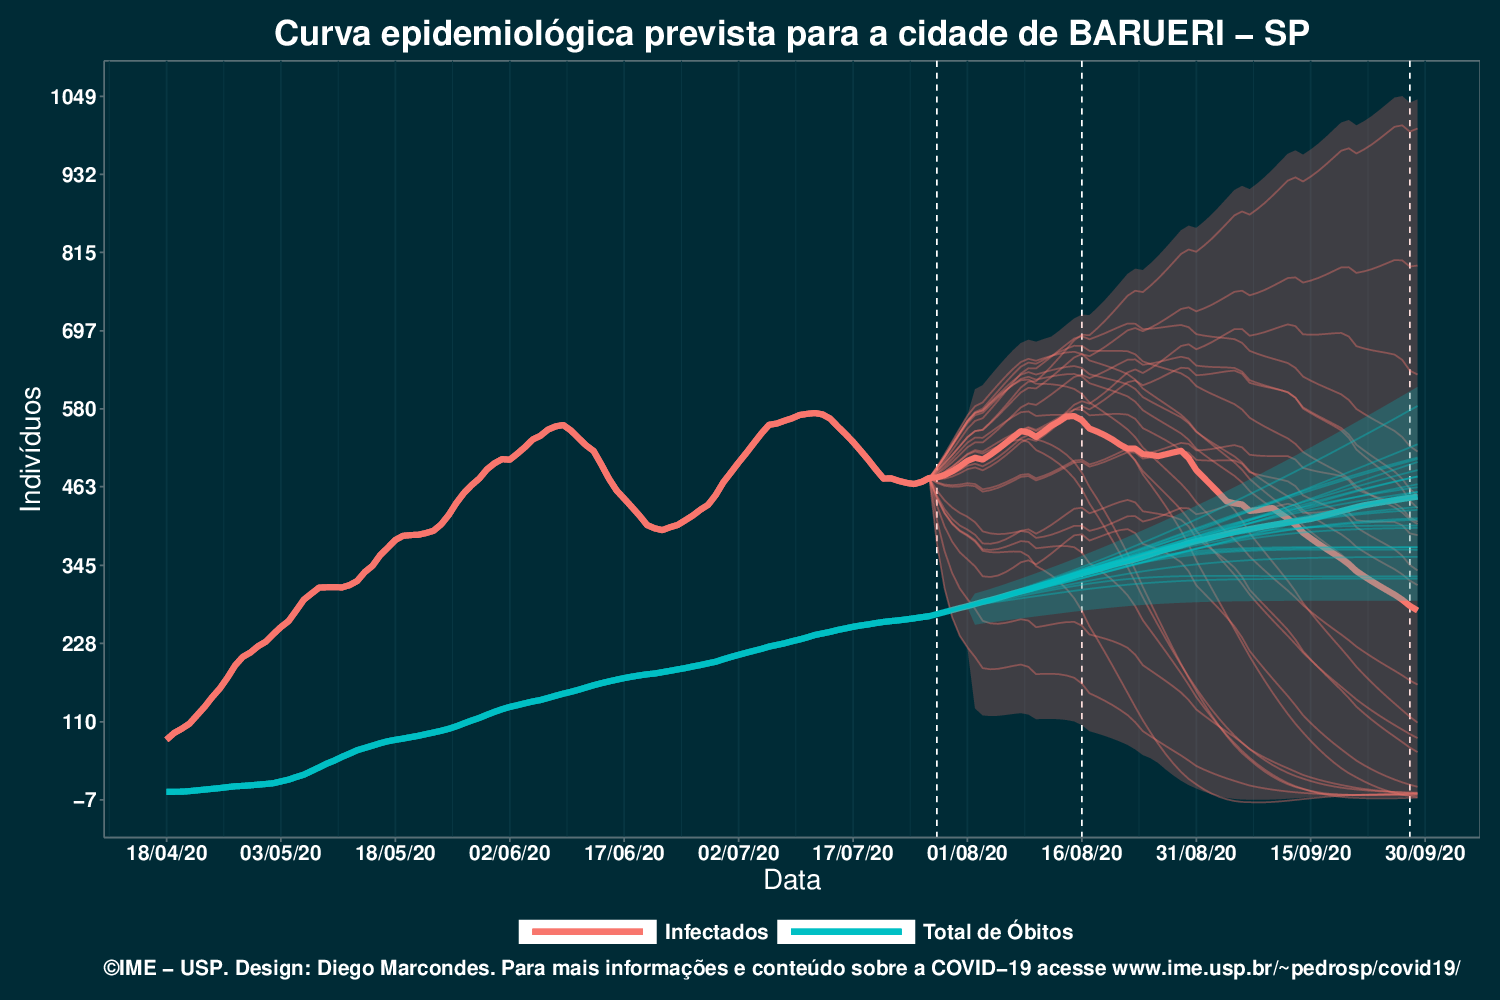 Curva epidemiológica prevista para a cidade de BARUERI − SP
Indivíduos
1049
932
815
697
580
463
345
228
110
−7
18/04/20 03/05/20 18/05/20 02/06/20 17/06/20 02/07/20 17/07/20 01/08/20 16/08/20 31/08/20 15/09/20 30/09/20
Data
Infectados Total de Óbitos
©IME − USP. Design: Diego Marcondes. Para mais informações e conteúdo sobre a COVID−19 acesse www.ime.usp.br/~pedrosp/covid19/